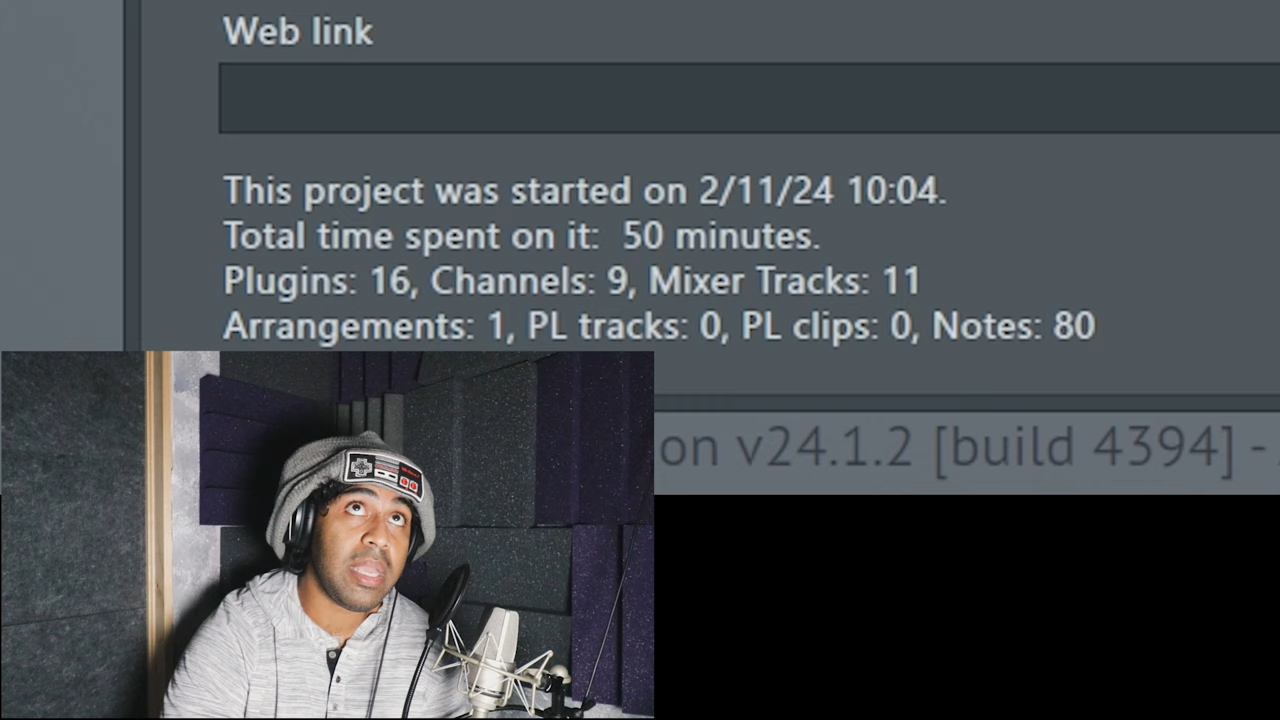 Web link
This project was started on 2/11/24 10:04.
Total time spent on it:  50 minutes.
Plugins: 16, Channels: 9, Mixer Tracks: 11
Arrangements: 1, PL tracks: 0, PL clips: 0, Notes: 80
on v24.1.2 [build 4394] -